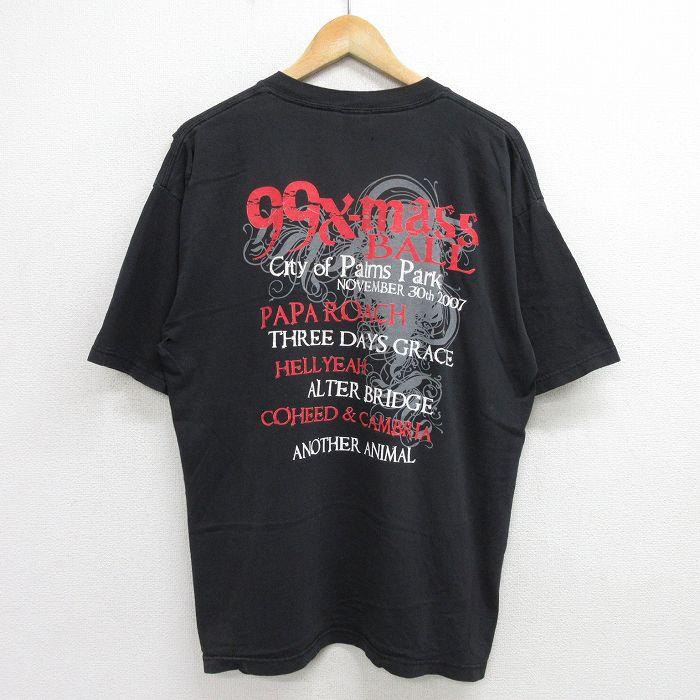 99x-mass
BALL
City of Palms Park
NOVEMBER 30th 2007
PAPA ROACH
THREE DAYS GRACE
HELLYEAH
ALTER BRIDGE
COHEED & CAMBRIA
ANOTHER ANIMAL